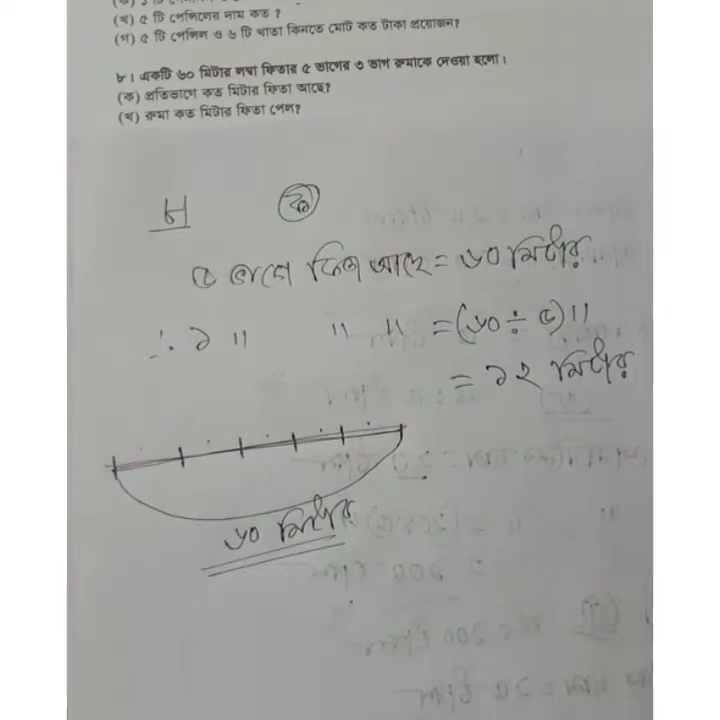 (খ) ৫ টি পেন্সিলের দাম কত ?
(গ) ৫ টি পেন্সিল ও ৬ টি খাতা কিনতে মোট কত টাকা প্রয়োজন?
৮। একটি ৬০ মিটার লম্বা ফিতার ৫ ভাগের ৩ ভাগ রুমাকে দেওয়া হলো।
(ক) প্রতিভাগে কত মিটার ফিতা আছে?
(খ) রুমা কত মিটার ফিতা পেল?
৮ (ক)
৫ ভাগে ফিতা আছে = ৬০ মিটার
∴ ১ " " " = (৬০ ÷ ৫) "
= ১২ মিটার
৬০ মিটার